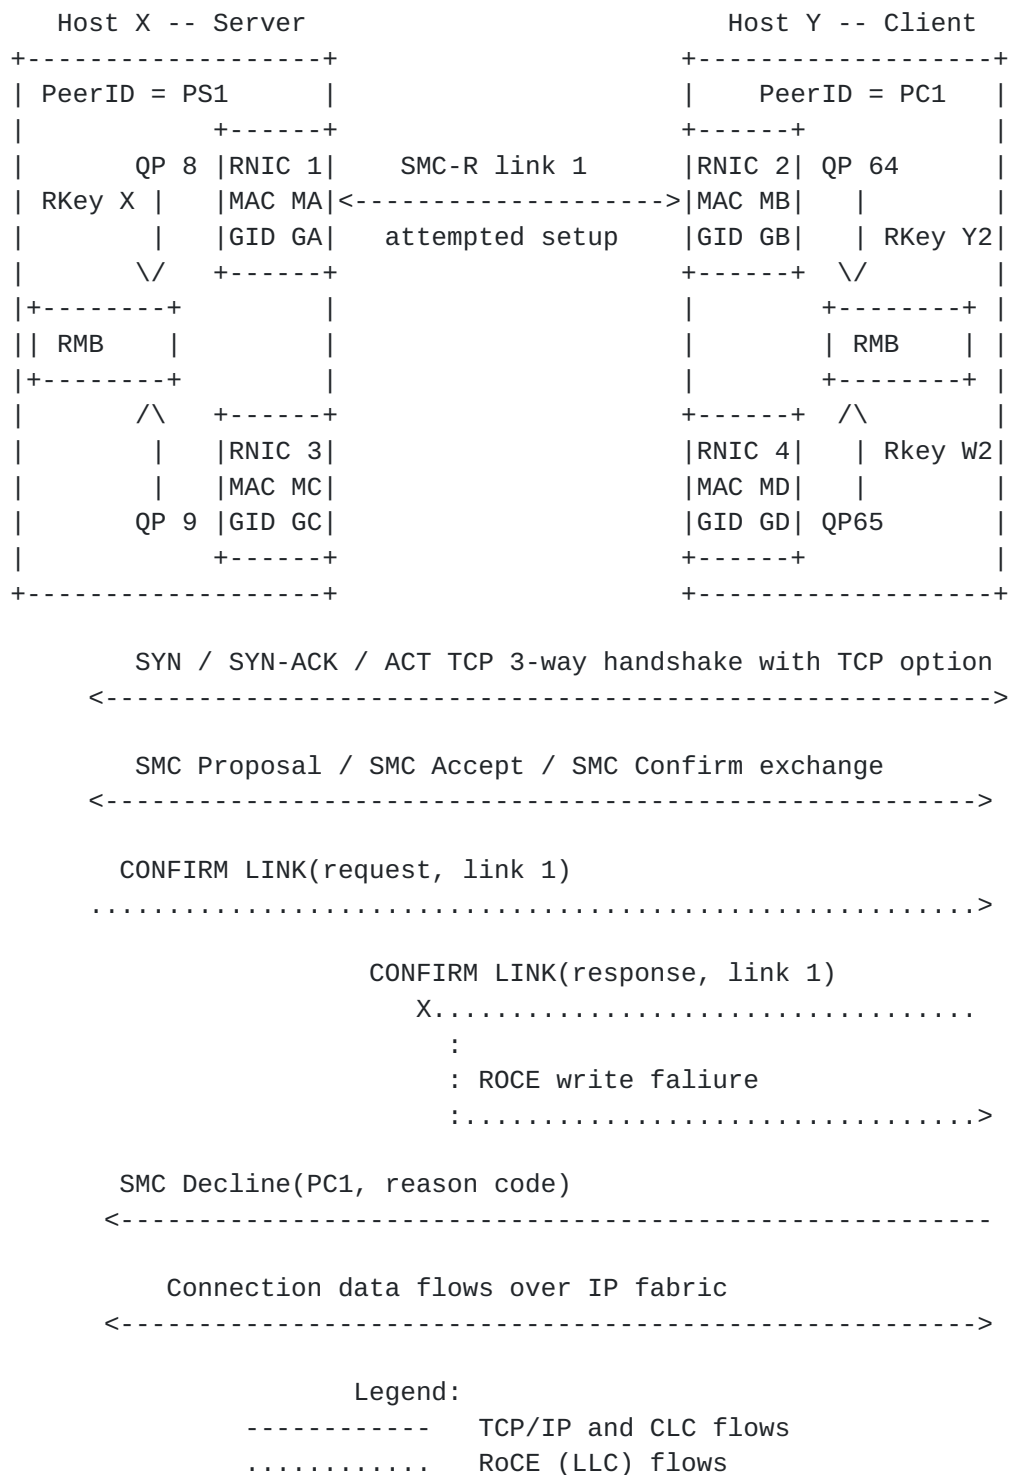 Host X -- Server                           Host Y -- Client
+-------------------+                      +-------------------+
| PeerID = PS1      |                      |    PeerID = PC1   |
|            +------+                      +------+            |
|       QP 8 |RNIC 1|    SMC-R link 1      |RNIC 2| QP 64      |
| RKey X |   |MAC MA|<-------------------->|MAC MB|   |        |
|        |   |GID GA|   attempted setup    |GID GB|   | RKey Y2|
|       \/   +------+                      +------+  \/        |
|+--------+         |                      |        +--------+ |
|| RMB    |         |                      |        | RMB    | |
|+--------+         |                      |        +--------+ |
|       /\   +------+                      +------+  /\        |
|        |   |RNIC 3|                      |RNIC 4|   | Rkey W2|
|        |   |MAC MC|                      |MAC MD|   |        |
|       QP 9 |GID GC|                      |GID GD| QP65       |
|            +------+                      +------+            |
+-------------------+                      +-------------------+
SYN / SYN-ACK / ACT TCP 3-way handshake with TCP option
<--------------------------------------------------------->
SMC Proposal / SMC Accept / SMC Confirm exchange
<-------------------------------------------------------->
CONFIRM LINK(request, link 1)
.........................................................>
CONFIRM LINK(response, link 1)
X...................................
:
: ROCE write faliure
:.................................>
SMC Decline(PC1, reason code)
<--------------------------------------------------------
Connection data flows over IP fabric
<------------------------------------------------------->
Legend:
------------   TCP/IP and CLC flows
............   RoCE (LLC) flows